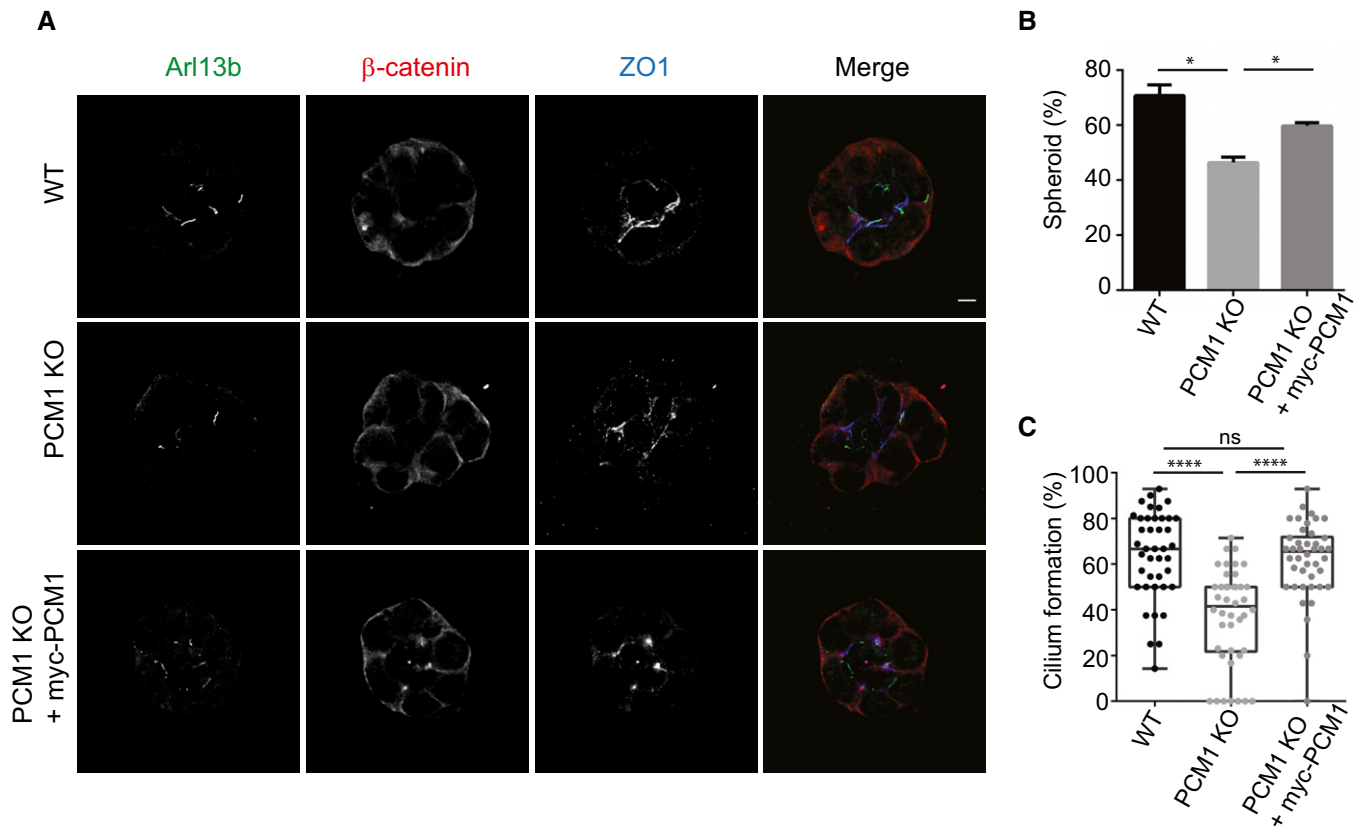 A
Arl13b
β-catenin
ZO1
Merge
WT
PCM1 KO
PCM1 KO
+ myc-PCM1
B
Spheroid (%)
80
60
40
20
0
*
*
WT
PCM1 KO
PCM1 KO
+ myc-PCM1
C
Cilium formation (%)
100
80
60
40
20
0
ns
****
****
WT
PCM1 KO
PCM1 KO
+ myc-PCM1